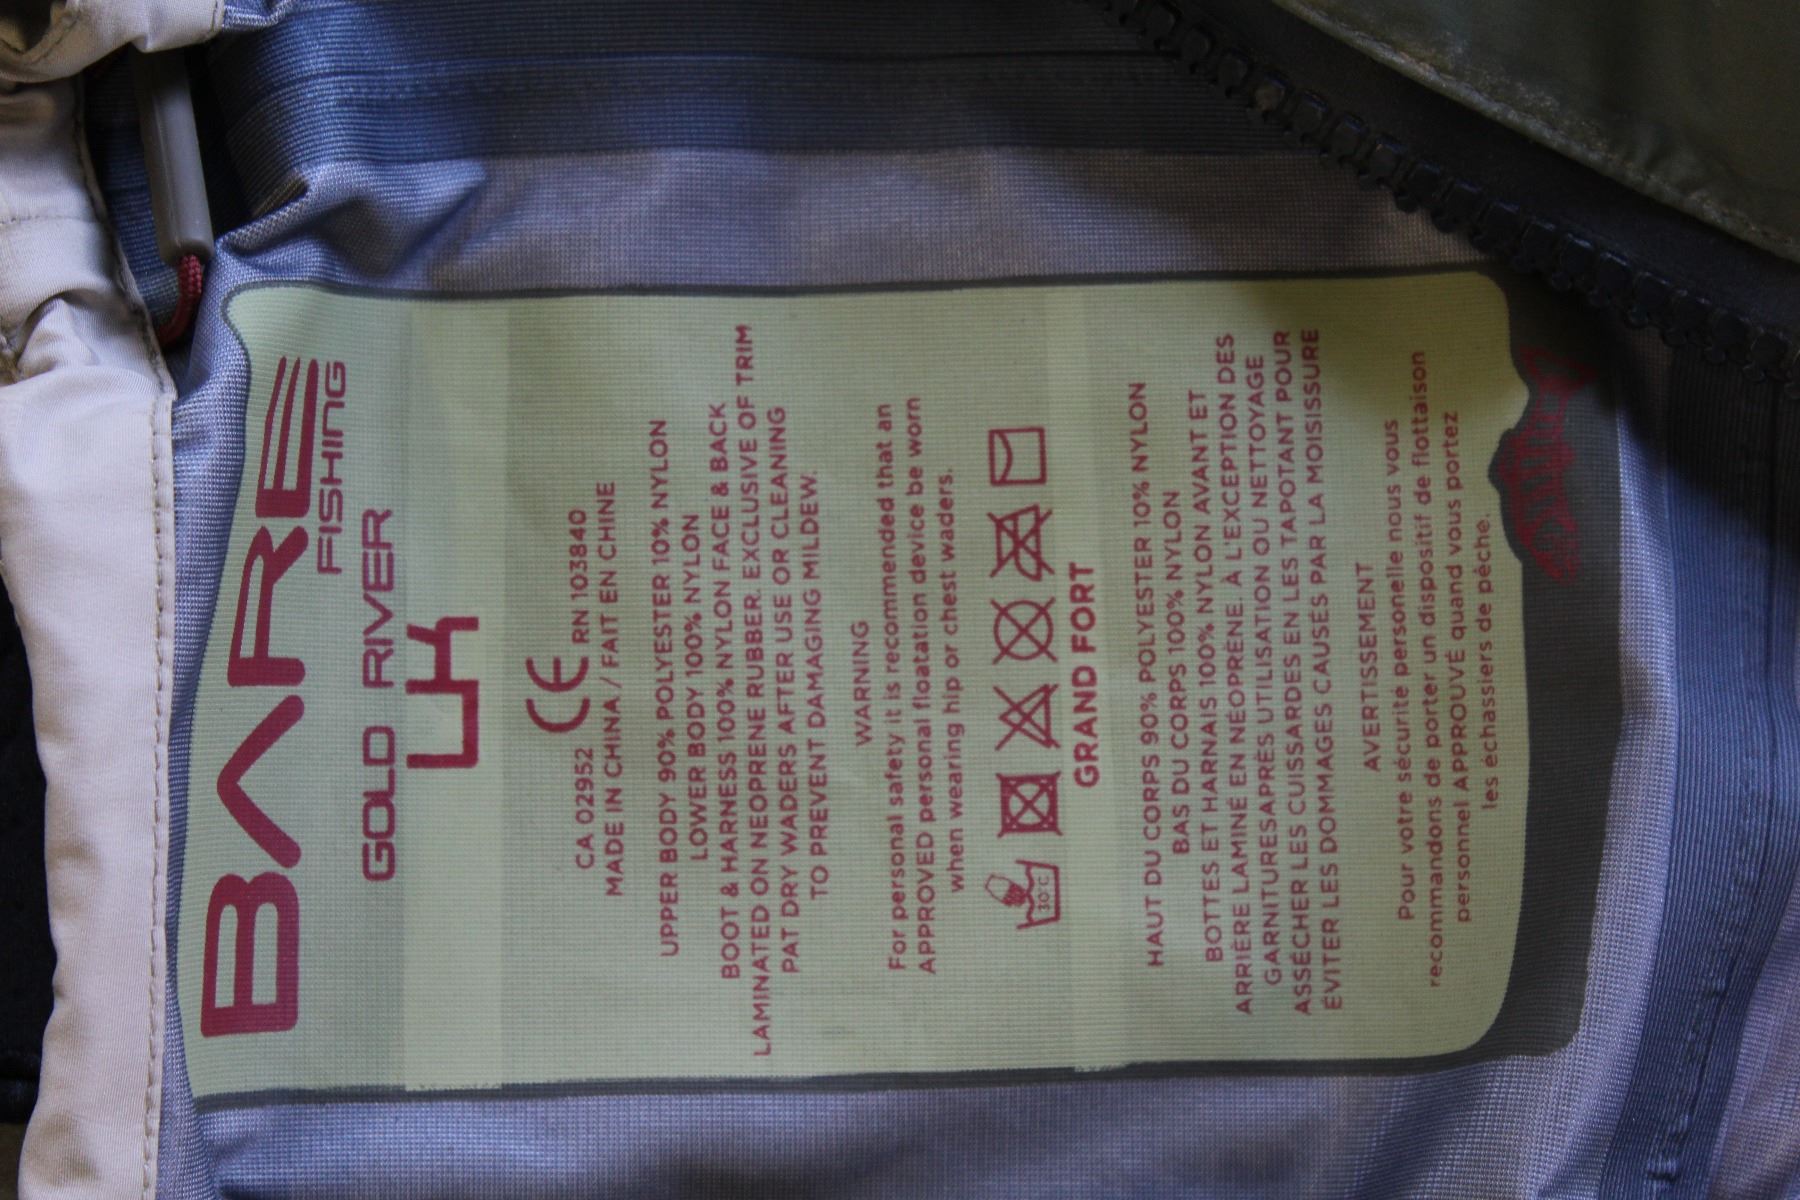 BARE
FISHING
GOLD RIVER
LK
CE
CA 02952 RN 103840
MADE IN CHINA / FAIT EN CHINE
UPPER BODY 90% POLYESTER 10% NYLON
LOWER BODY 100% NYLON
BOOT & HARNESS 100% NYLON FACE & BACK
LAMINATED ON NEOPRENE RUBBER. EXCLUSIVE OF TRIM
PAT DRY WADERS AFTER USE OR CLEANING
TO PREVENT DAMAGING MILDEW.
WARNING
For personal safety it is recommended that an
APPROVED personal floatation device be worn
when wearing hip or chest waders.
30°C
GRAND FORT
HAUT DU CORPS 90% POLYESTER 10% NYLON
BAS DU CORPS 100% NYLON
BOTTES ET HARNAIS 100% NYLON AVANT ET
ARRIÈRE LAMINÉ EN NÉOPRÈNE. À L'EXCEPTION DES
GARNITURESAPRÈS UTILISATION OU NETTOYAGE
ASSÉCHER LES CUISSARDES EN LES TAPOTANT POUR
ÉVITER LES DOMMAGES CAUSÉS PAR LA MOISISSURE
AVERTISSEMENT
Pour votre sécurité personelle nous vous
recommandons de porter un dispositif de flottaison
personnel APPROUVÉ quand vous portez
les échassiers de pêche.